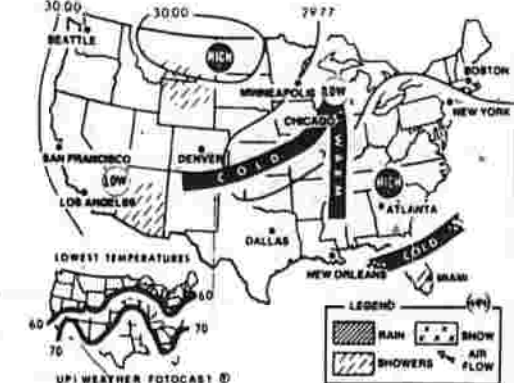 30.00
30.00
29.77
SEATTLE
HIGH
MINNEAPOLIS
LOW
BOSTON
NEW YORK
CHICAGO
SAN FRANCISCO
DENVER
COLD
WARM
LOW
HIGH
LOS ANGELES
ATLANTA
DALLAS
COLD
LOWEST TEMPERATURES
NEW ORLEANS
MIAMI
60
60
70
70
LEGEND
RAIN
SNOW
SHOWERS
AIR FLOW
UPI WEATHER FOTOCAST ®